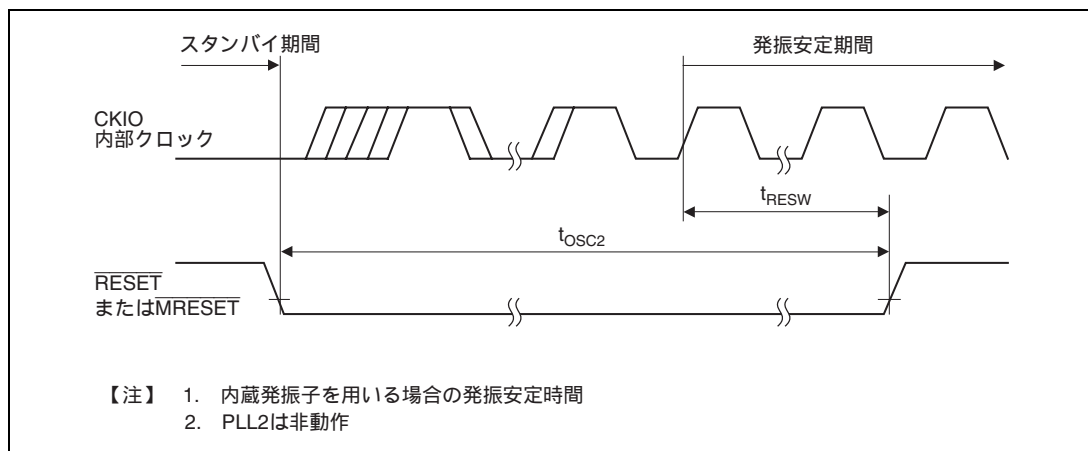 スタンバイ期間
発振安定期間
CKIO
内部クロック
tRESW
tOSC2
RESET
またはMRESET
【注】 1. 内蔵発振子を用いる場合の発振安定時間
2. PLL2は非動作